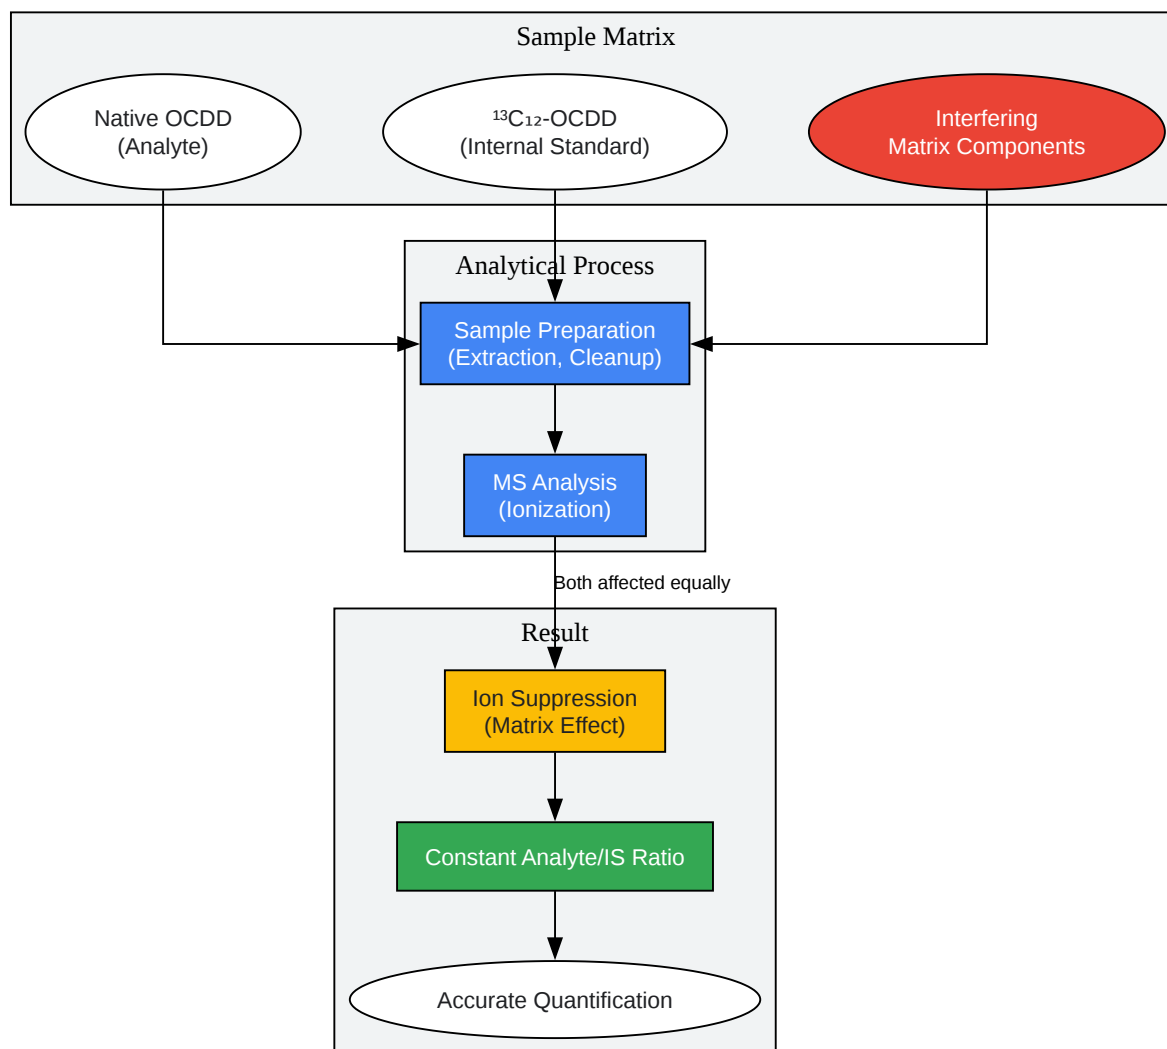 Sample Matrix
Native OCDD
(Analyte)
¹³C₁₂-OCDD
(Internal Standard)
Interfering
Matrix Components
Analytical Process
Sample Preparation
(Extraction, Cleanup)
MS Analysis
(Ionization)
Both affected equally
Result
Ion Suppression
(Matrix Effect)
Constant Analyte/IS Ratio
Accurate Quantification